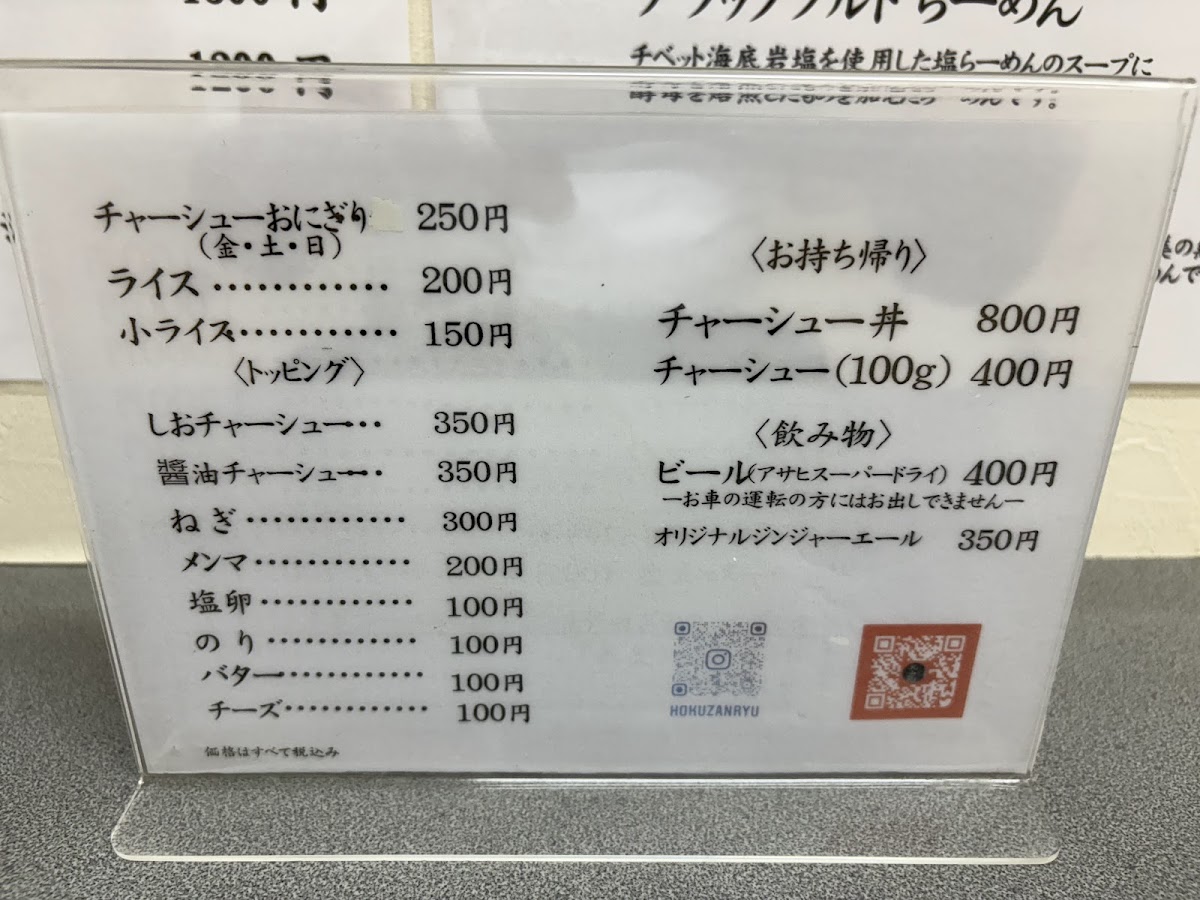 1200円
らーめん
チベット海底岩塩を使用した塩らーめんのスープに
チャーシューおにぎり 250円
(金・土・日)
ライス………… 200円
小ライス………… 150円
〈トッピング〉
しおチャーシュー・・ 350円
醤油チャーシュー・ 350円
ねぎ………… 300円
メンマ………… 200円
塩卵………… 100円
のり………… 100円
バター………… 100円
チーズ………… 100円
価格はすべて税込み
〈お持ち帰り〉
チャーシュー丼 800円
チャーシュー(100g) 400円
〈飲み物〉
ビール(アサヒスーパードライ) 400円
ーお車の運転の方にはお出しできませんー
オリジナルジンジャーエール 350円
HOKUZANRYU